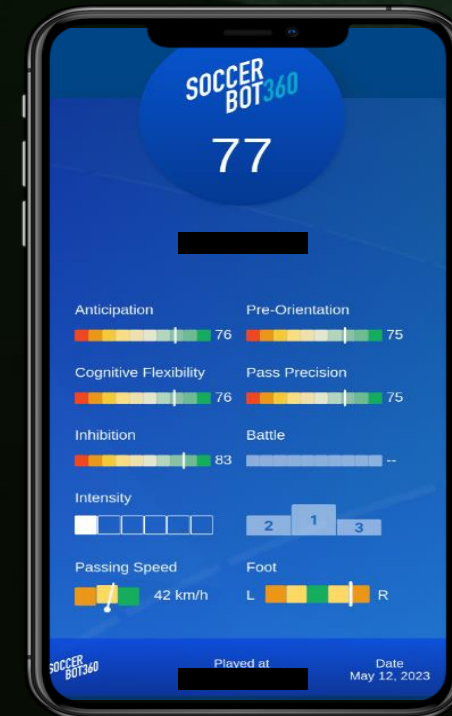 SOCCER
BOT360
77
Anticipation
76
Pre-Orientation
75
Cognitive Flexibility
76
Pass Precision
75
Inhibition
83
Battle
--
Intensity
2 1 3
Passing Speed
42 km/h
Foot
L R
SOCCER
BOT360
Played at
Date
May 12, 2023